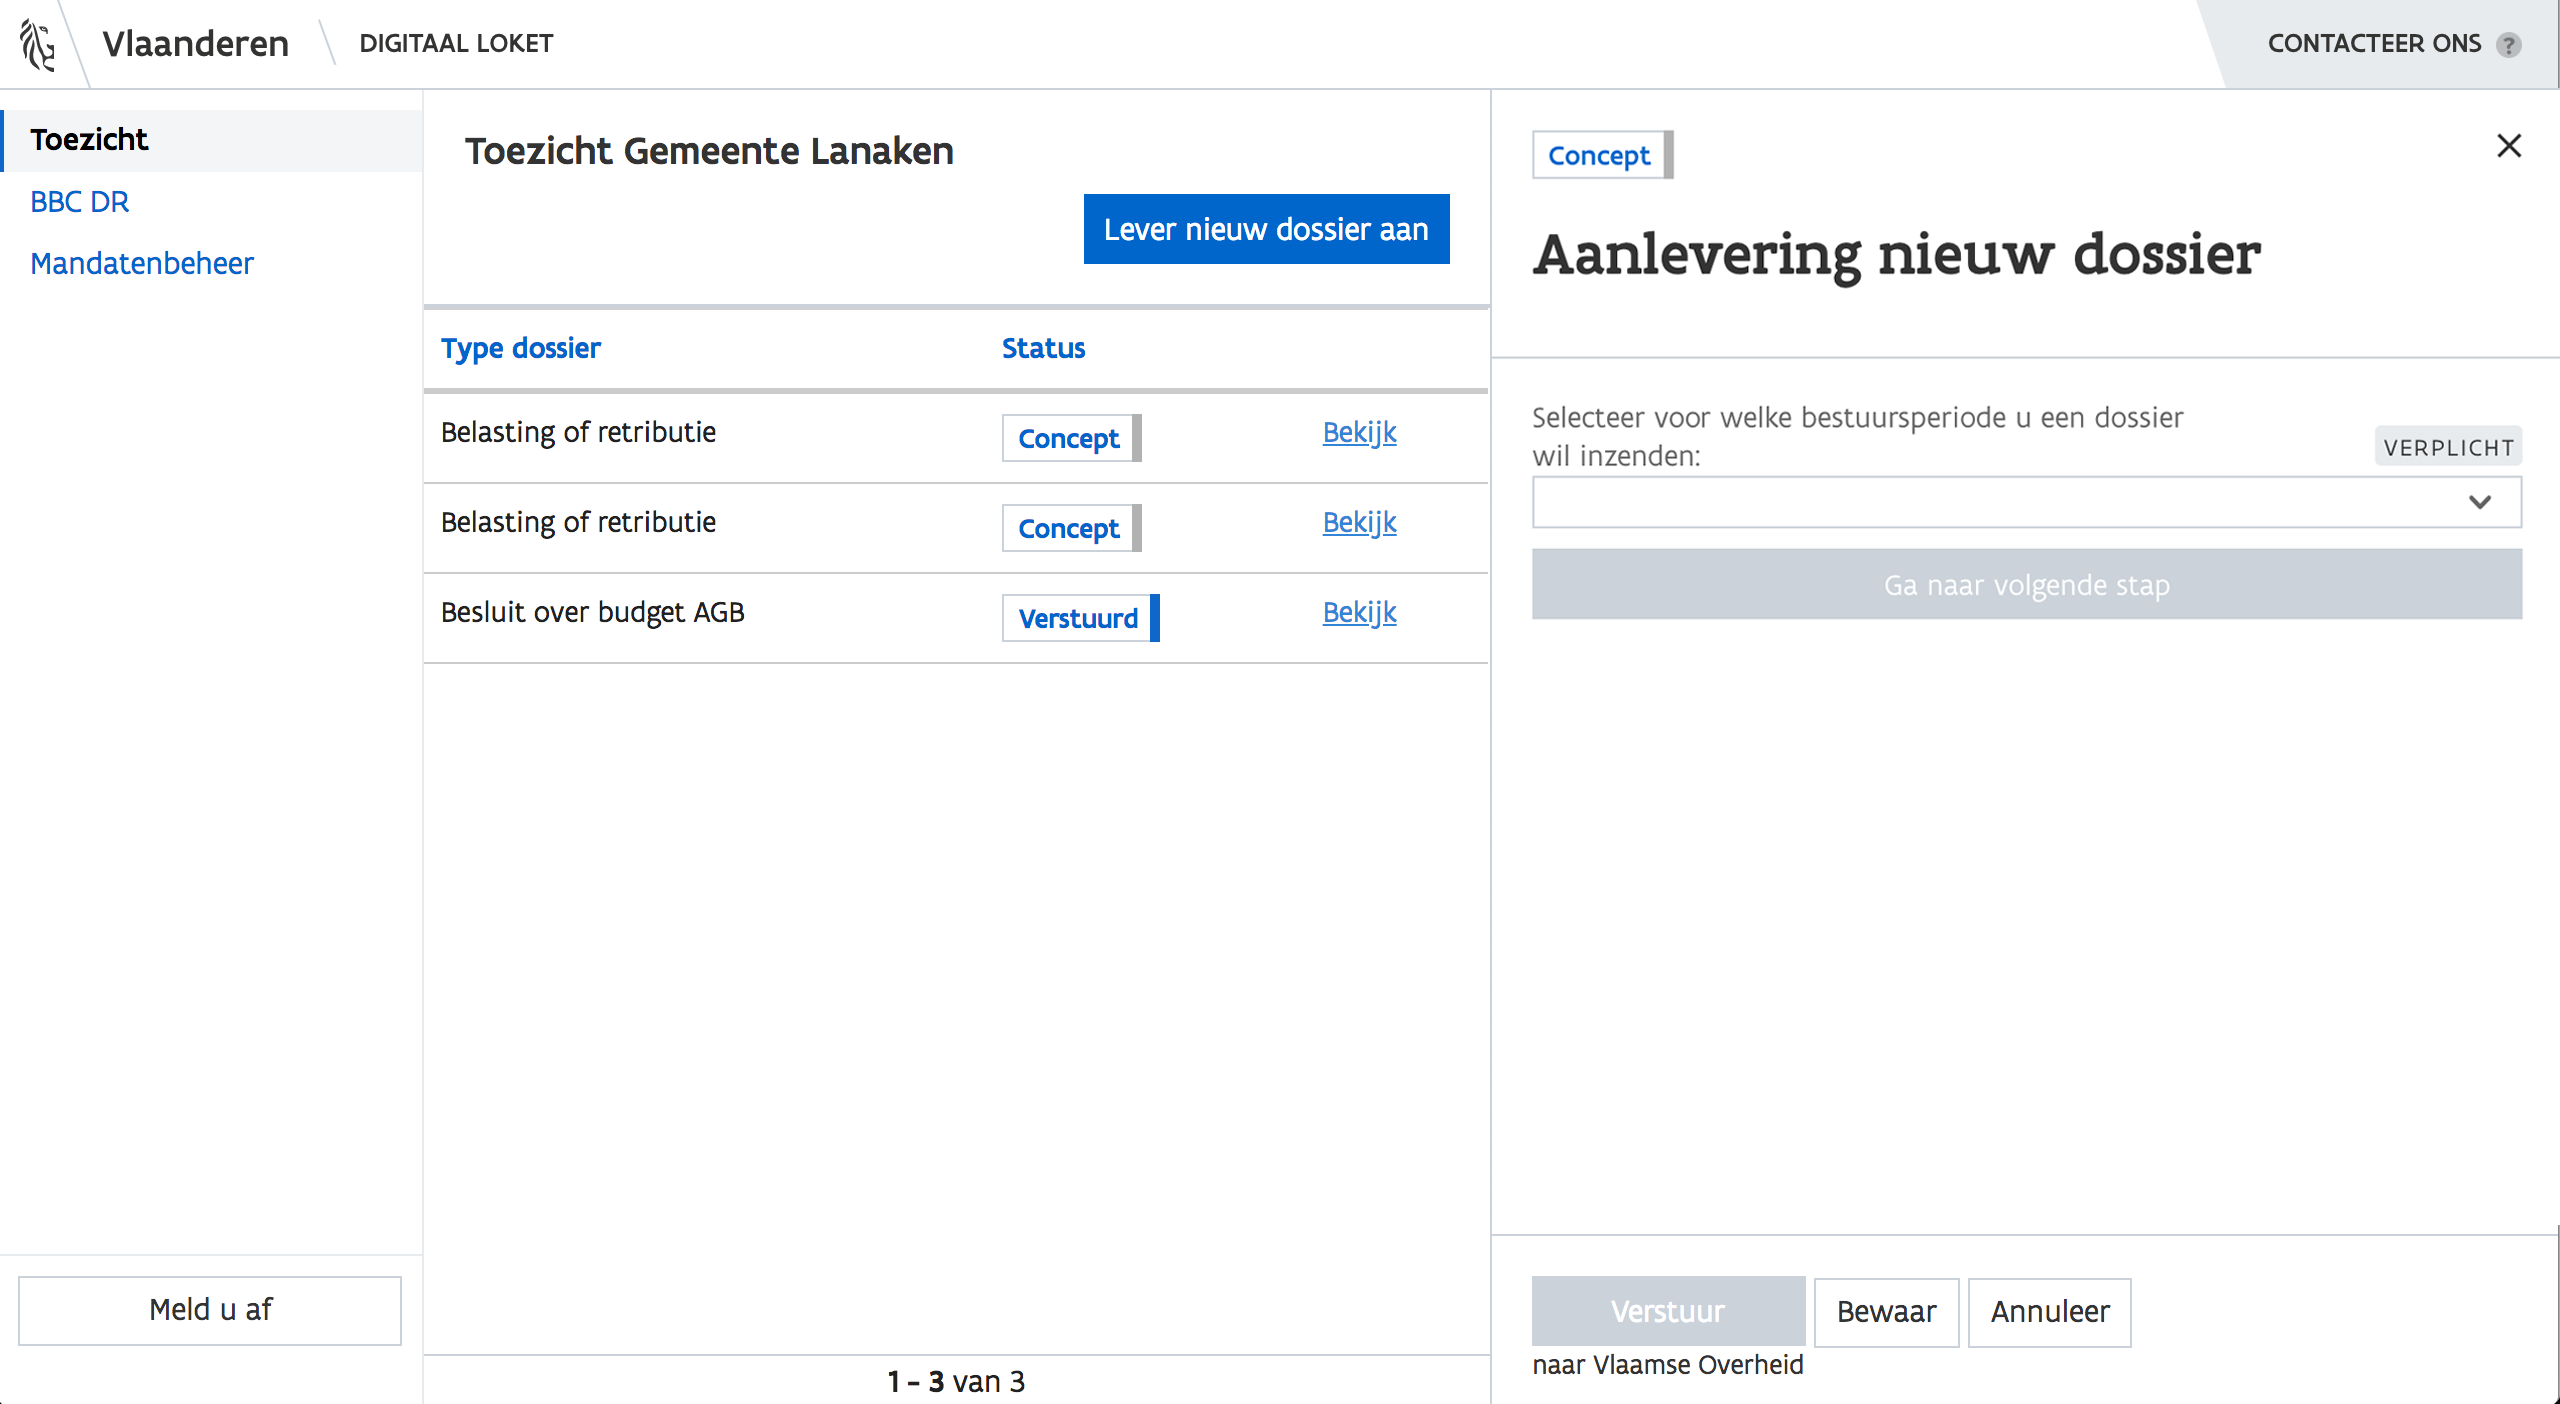 Vlaanderen
DIGITAAL LOKET
CONTACTEER ONS ?
Toezicht
BBC DR
Mandatenbeheer
Meld u af
Toezicht Gemeente Lanaken
Lever nieuw dossier aan
Type dossier Status
Belasting of retributie Concept Bekijk
Belasting of retributie Concept Bekijk
Besluit over budget AGB Verstuurd Bekijk
1 - 3 van 3
Concept
Aanlevering nieuw dossier
Selecteer voor welke bestuursperiode u een dossier
wil inzenden:
VERPLICHT
Ga naar volgende stap
Verstuur Bewaar Annuleer
naar Vlaamse Overheid